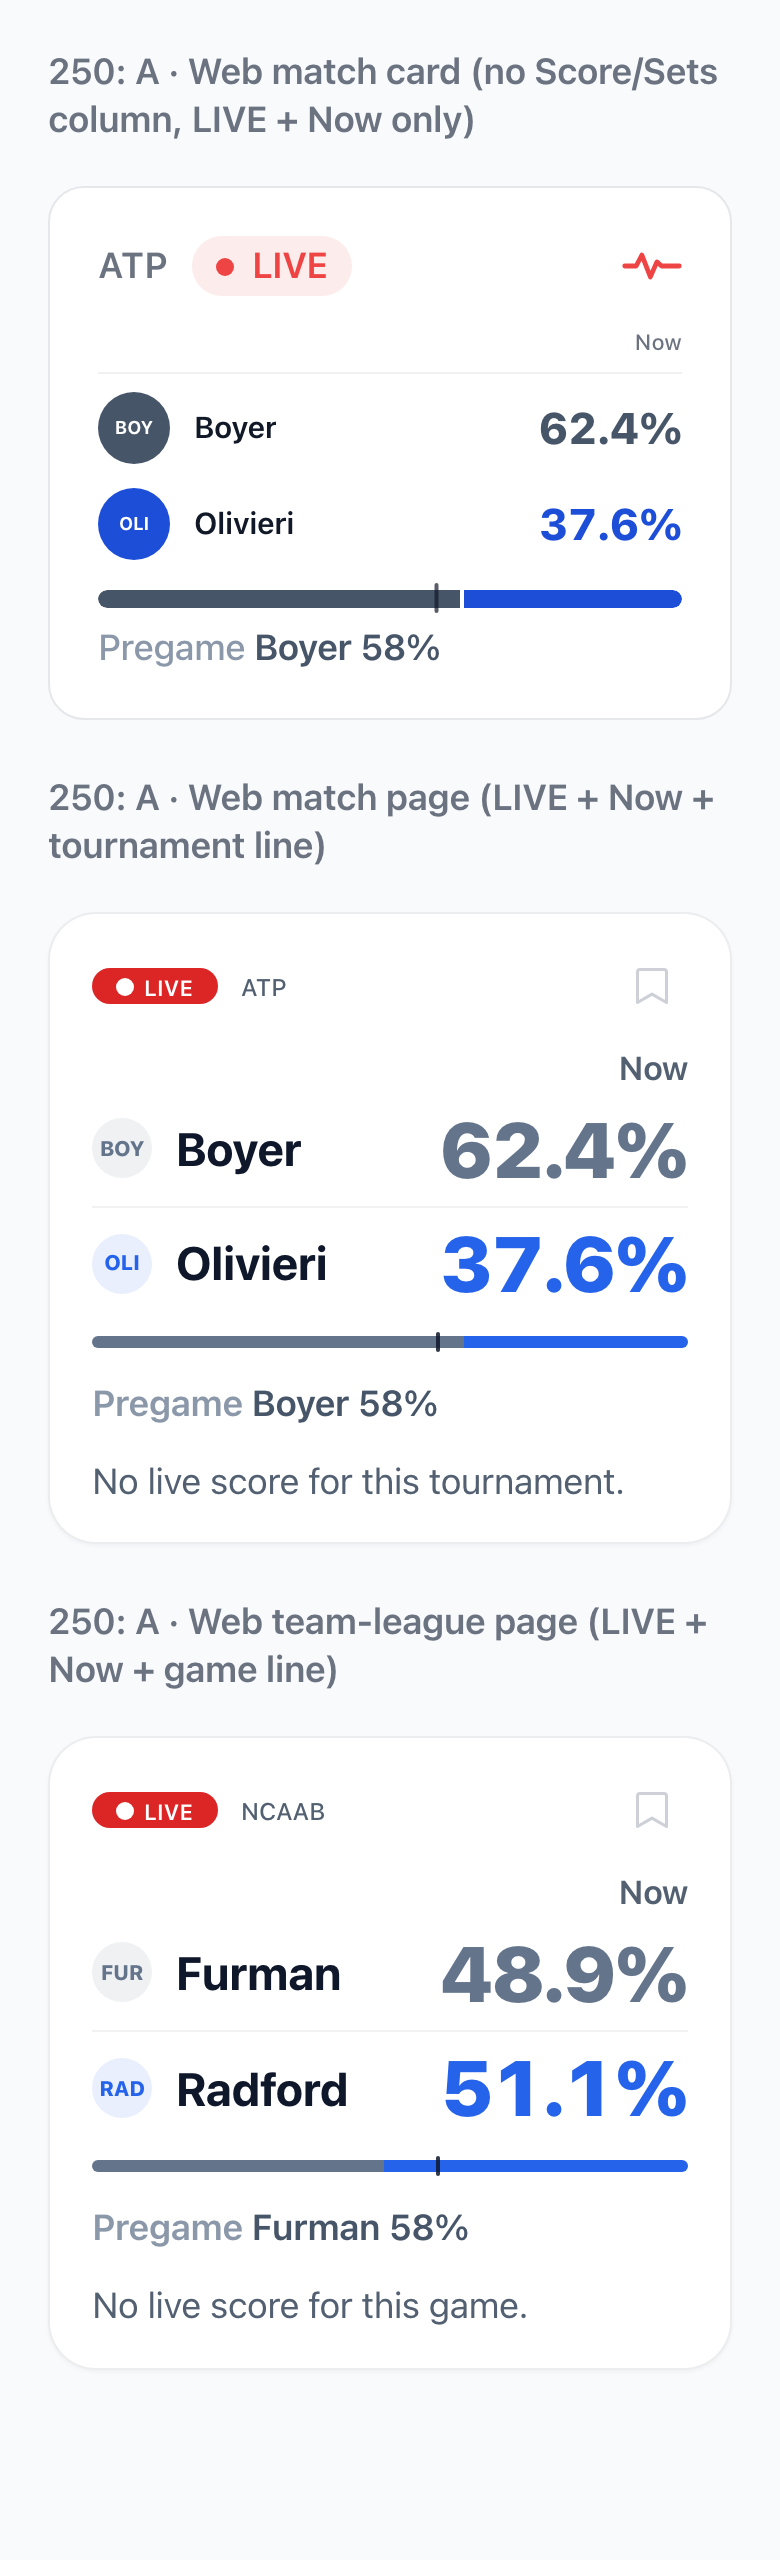 250: A · Web match card (no Score/Sets
column, LIVE + Now only)
ATP LIVE
Now
BOY Boyer 62.4%
OLI Olivieri 37.6%
Pregame Boyer 58%
250: A · Web match page (LIVE + Now +
tournament line)
LIVE ATP
Now
BOY Boyer 62.4%
OLI Olivieri 37.6%
Pregame Boyer 58%
No live score for this tournament.
250: A · Web team-league page (LIVE +
Now + game line)
LIVE NCAAB
Now
FUR Furman 48.9%
RAD Radford 51.1%
Pregame Furman 58%
No live score for this game.